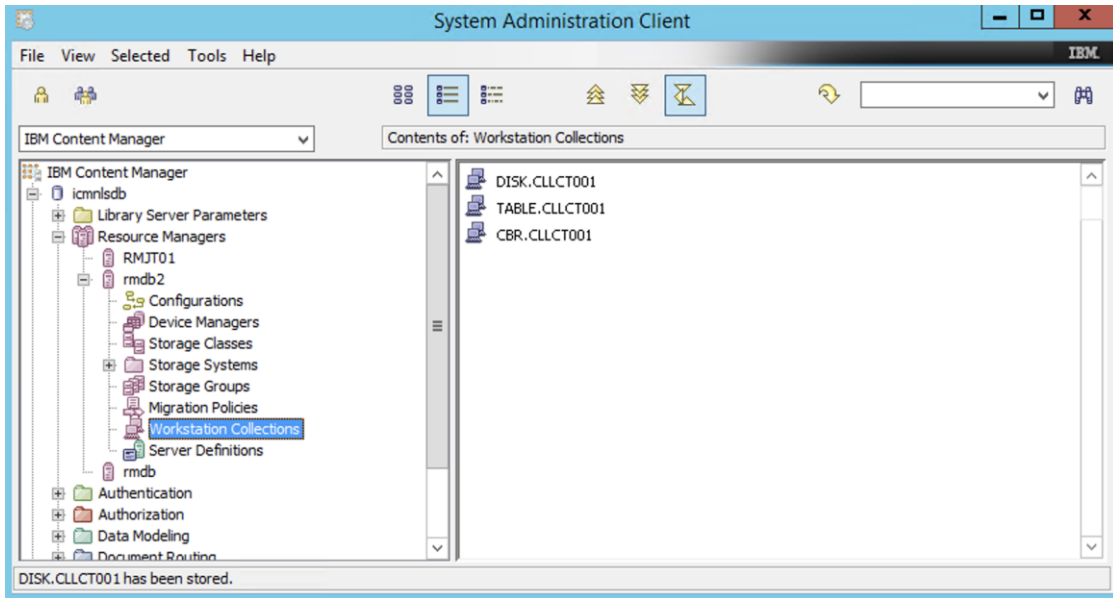 System Administration Client
File View Selected Tools Help
IBM.
IBM Content Manager
Contents of: Workstation Collections
IBM Content Manager
icmnlsdb
Library Server Parameters
Resource Managers
RMJT01
rmdb2
Configurations
Device Managers
Storage Classes
Storage Systems
Storage Groups
Migration Policies
Workstation Collections
Server Definitions
rmdb
Authentication
Authorization
Data Modeling
Document Routing
DISK.CLLCT001
TABLE.CLLCT001
CBR.CLLCT001
DISK.CLLCT001 has been stored.